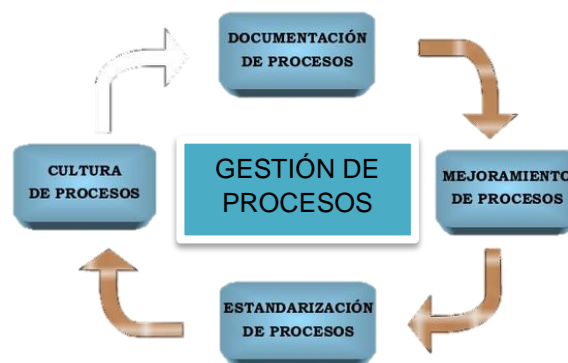 DOCUMENTACIÓN
DE PROCESOS
CULTURA
DE PROCESOS
GESTIÓN DE
PROCESOS
MEJORAMIENTO
DE PROCESOS
ESTANDARIZACIÓN
DE PROCESOS